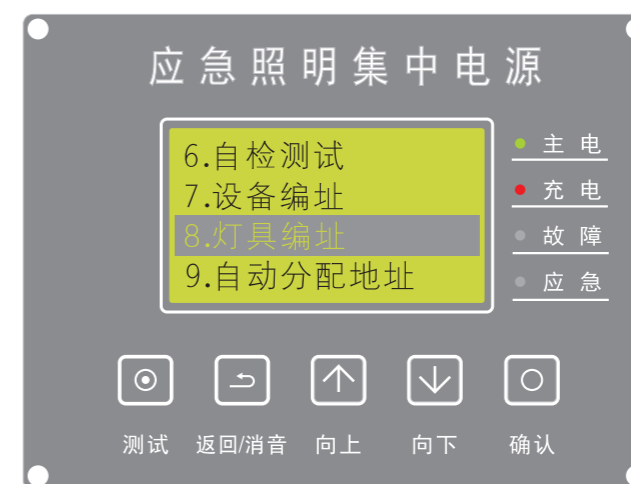 应急照明集中电源
6.自检测试
7.设备编址
8.灯具编址
9.自动分配地址
主电
充电
故障
应急
测试 返回/消音 向上 向下 确认